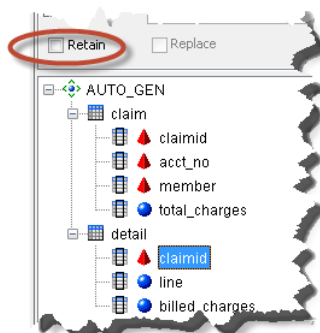 Retain Replace
AUTO_GEN
claim
claimid
acct_no
member
total_charges
detail
claimid
line
billed_charges